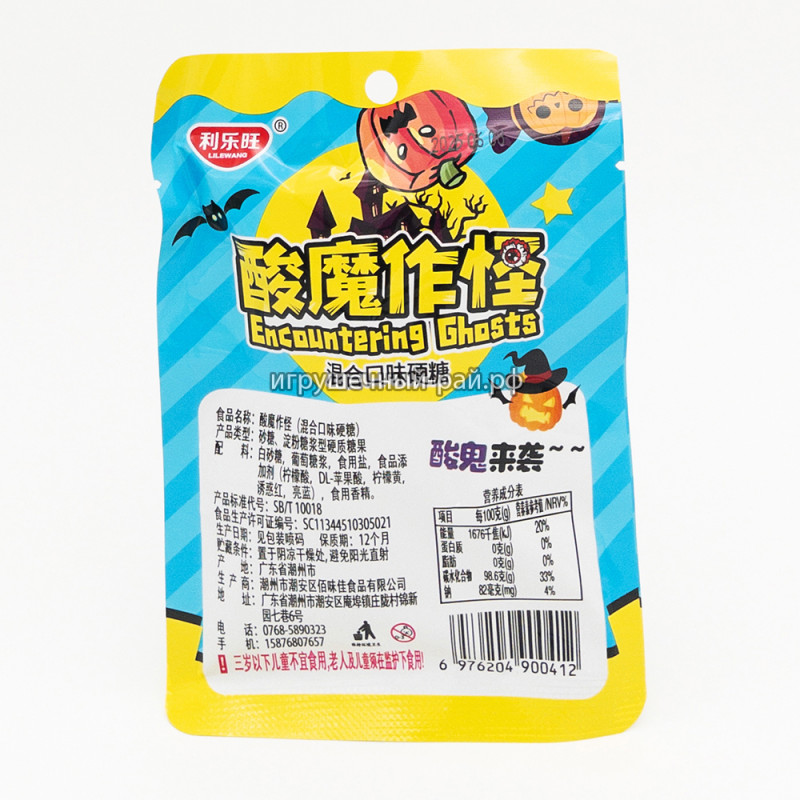 利乐旺®
LILEWANG
2025 06 06
酸魔作怪
Encountering Ghosts
混合口味硬糖
игрушечный-рай.рф
食品名称：酸魔作怪（混合口味硬糖）
产品类型：砂糖、淀粉糖浆型硬质糖果
配 料：白砂糖，葡萄糖浆，食用盐，食品添
加剂（柠檬酸，DL-苹果酸，柠檬黄，
诱惑红，亮蓝），食用香精。
产品标准代号：SB/T 10018
食品生产许可证编号：SC11344510305021
生产日期：见包装喷码 保质期：12个月
贮藏条件：置于阴凉干燥处，避免阳光直射
产 地：广东省潮州市
生 产 商：潮州市潮安区佰味佳食品有限公司
地 址：广东省潮州市潮安区庵埠镇庄陇村锦新
园七巷6号
电 话：0768-5890323
手 机：15876807657
三岁以下儿童不宜食用，老人及儿童须在监护下食用！
酸鬼来袭~~
营养成分表
项目 每100克(g) 营养素参考值/NRV%
能量 1676千焦(kJ) 20%
蛋白质 0克(g) 0%
脂肪 0克(g) 0%
碳水化合物 98.6克(g) 33%
钠 82毫克(mg) 4%
6 976204 900412